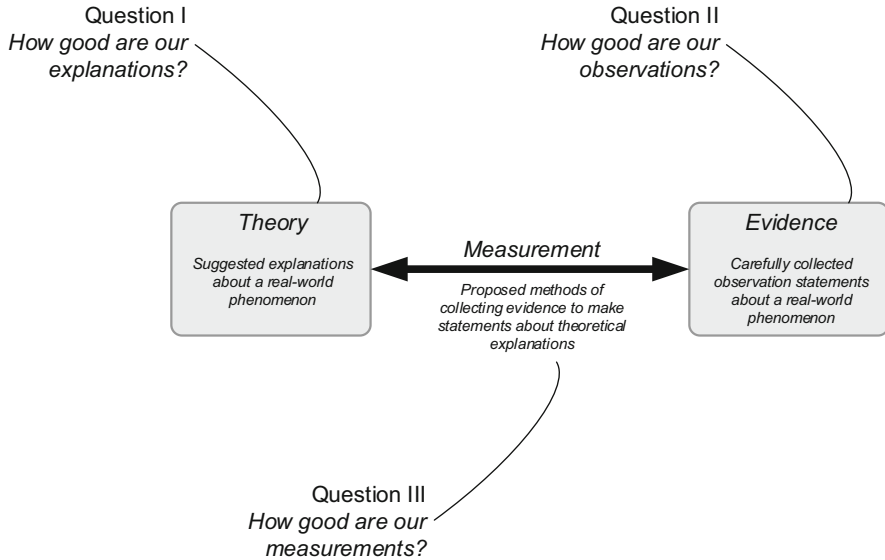 Question I
How good are our
explanations?
Question II
How good are our
observations?
Theory
Suggested explanations
about a real-world
phenomenon
Measurement
Proposed methods of
collecting evidence to make
statements about theoretical
explanations
Evidence
Carefully collected
observation statements
about a real-world
phenomenon
Question III
How good are our
measurements?